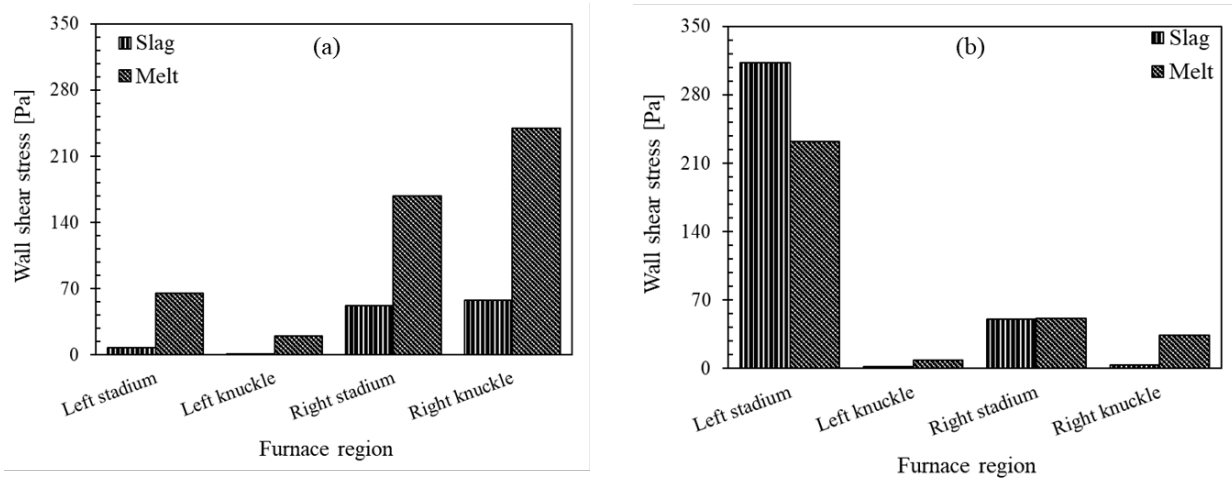 350
280
210
140
70
0
Wall shear stress [Pa]
Slag
Melt
(a)
Left stadium
Left knuckle
Right stadium
Right knuckle
Furnace region
350
280
210
140
70
0
Wall shear stress [Pa]
(b)
Slag
Melt
Left stadium
Left knuckle
Right stadium
Right knuckle
Furnace region